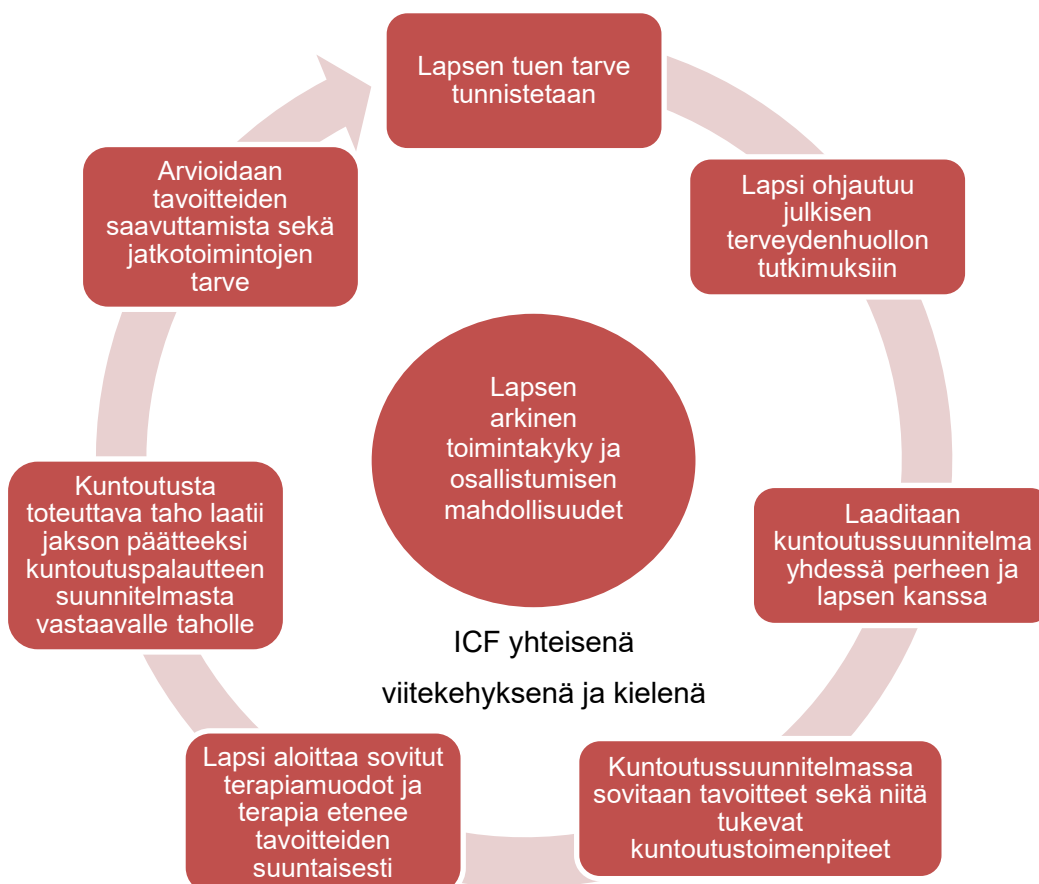 Lapsen tuen tarve
tunnistetaan
Lapsi ohjautuu
julkisen
terveydenhuollon
tutkimuksiin
Laaditaan
kuntoutussuunnitelma
yhdessä perheen ja
lapsen kanssa
Kuntoutussuunnitelmassa
sovitaan tavoitteet sekä niitä
tukevat
kuntoutustoimenpiteet
Lapsi aloittaa sovitut
terapiamuodot ja
terapia etenee
tavoitteiden
suuntaisesti
Kuntoutusta
toteuttava taho laatii
jakson päätteeksi
kuntoutuspalautteen
suunnitelmasta
vastaavalle taholle
Arvioidaan
tavoitteiden
saavuttamista sekä
jatkotoimintojen
tarve
Lapsen
arkinen
toimintakyky ja
osallistumisen
mahdollisuudet
ICF yhteisenä
viitekehyksenä ja kielenä